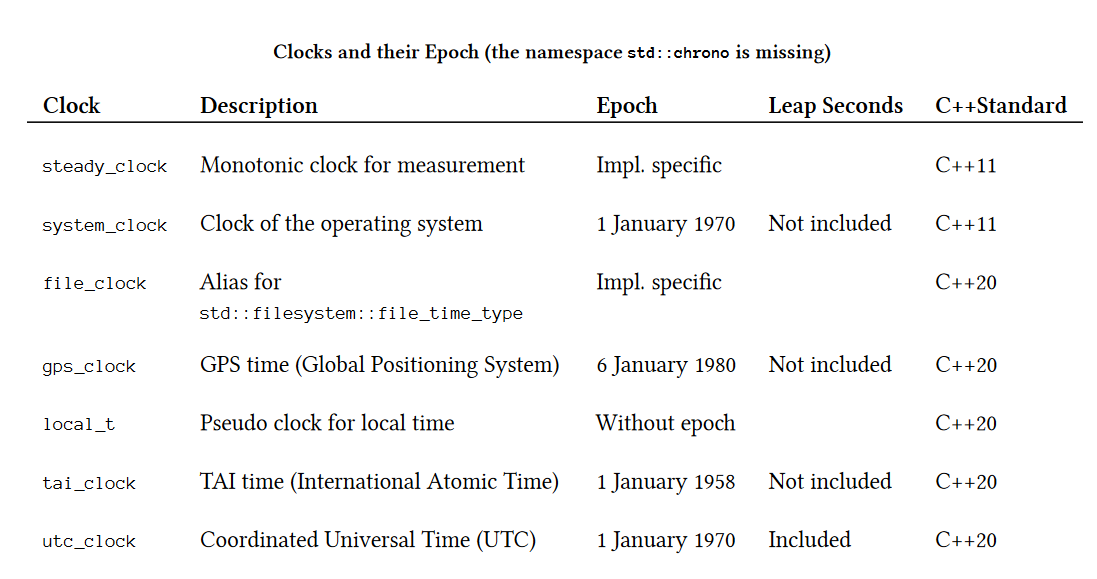 Clocks and their Epoch (the namespace std::chrono is missing)
Clock Description Epoch Leap Seconds C++Standard
steady_clock Monotonic clock for measurement Impl. specific C++11
system_clock Clock of the operating system 1 January 1970 Not included C++11
file_clock Alias for Impl. specific C++20
std::filesystem::file_time_type
gps_clock GPS time (Global Positioning System) 6 January 1980 Not included C++20
local_t Pseudo clock for local time Without epoch C++20
tai_clock TAI time (International Atomic Time) 1 January 1958 Not included C++20
utc_clock Coordinated Universal Time (UTC) 1 January 1970 Included C++20